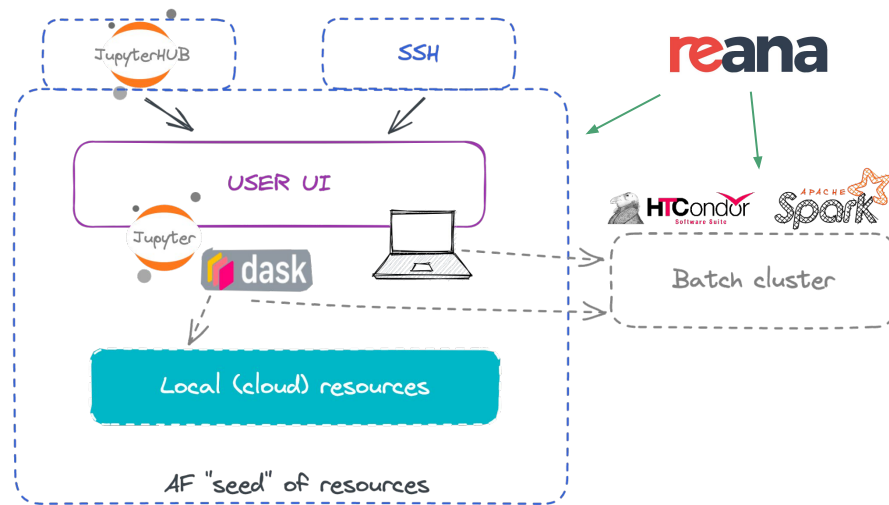 JupyterHUB
SSH
reana
USER UI
Jupyter
dask
HTCondor
Software Suite
APACHE
Spark
Batch cluster
Local (cloud) resources
AF "seed" of resources